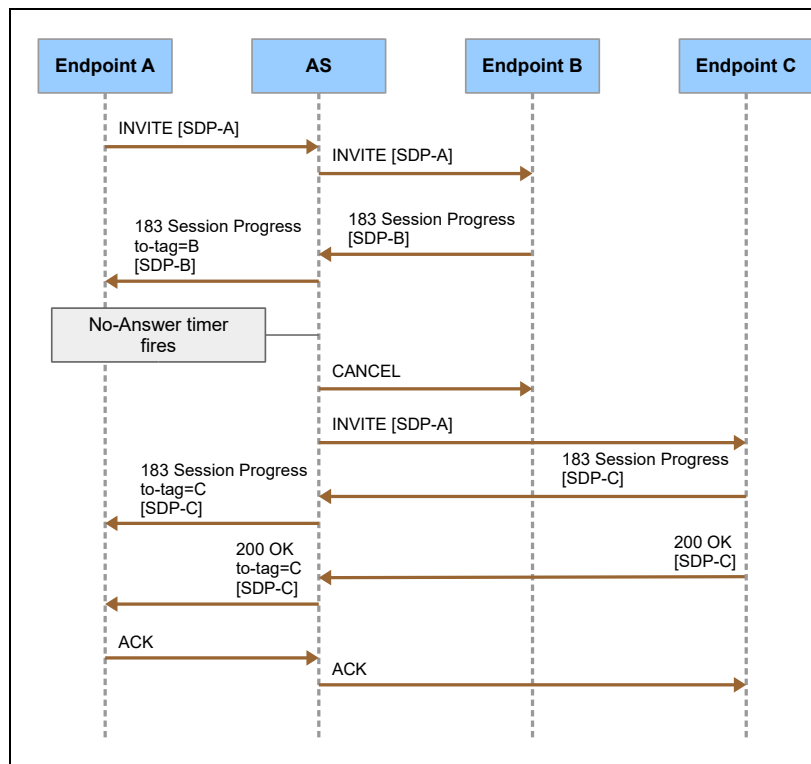 Endpoint A
AS
Endpoint B
Endpoint C
INVITE [SDP-A]
INVITE [SDP-A]
183 Session Progress
[SDP-B]
183 Session Progress
to-tag=B
[SDP-B]
No-Answer timer
fires
CANCEL
INVITE [SDP-A]
183 Session Progress
[SDP-C]
183 Session Progress
to-tag=C
[SDP-C]
200 OK
[SDP-C]
200 OK
to-tag=C
[SDP-C]
ACK
ACK